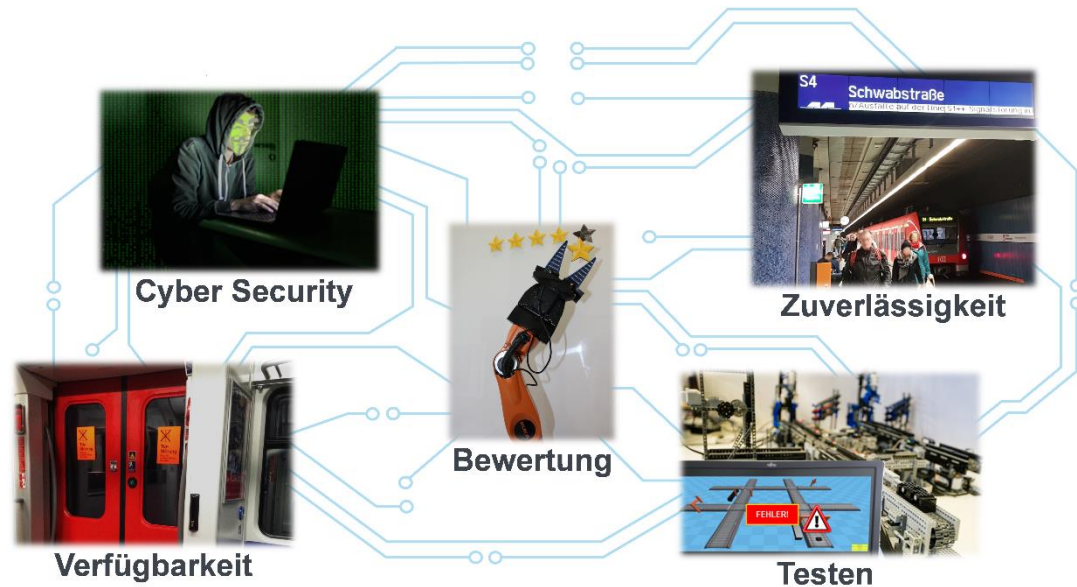 S4
Schwabstraße
Cyber Security
Zuverlässigkeit
Bewertung
FEHLER!
Verfügbarkeit
Testen